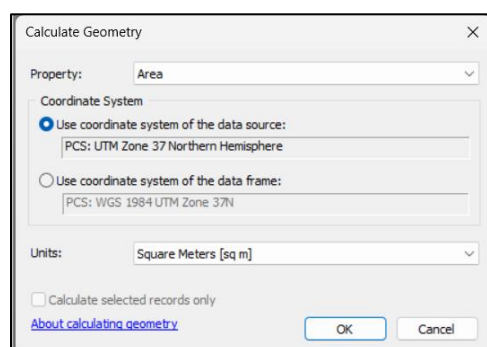 Calculate Geometry
Property: Area
Coordinate System
Use coordinate system of the data source:
PCS: UTM Zone 37 Northern Hemisphere
Use coordinate system of the data frame:
PCS: WGS 1984 UTM Zone 37N
Units: Square Meters [sq m]
Calculate selected records only
About calculating geometry OK Cancel